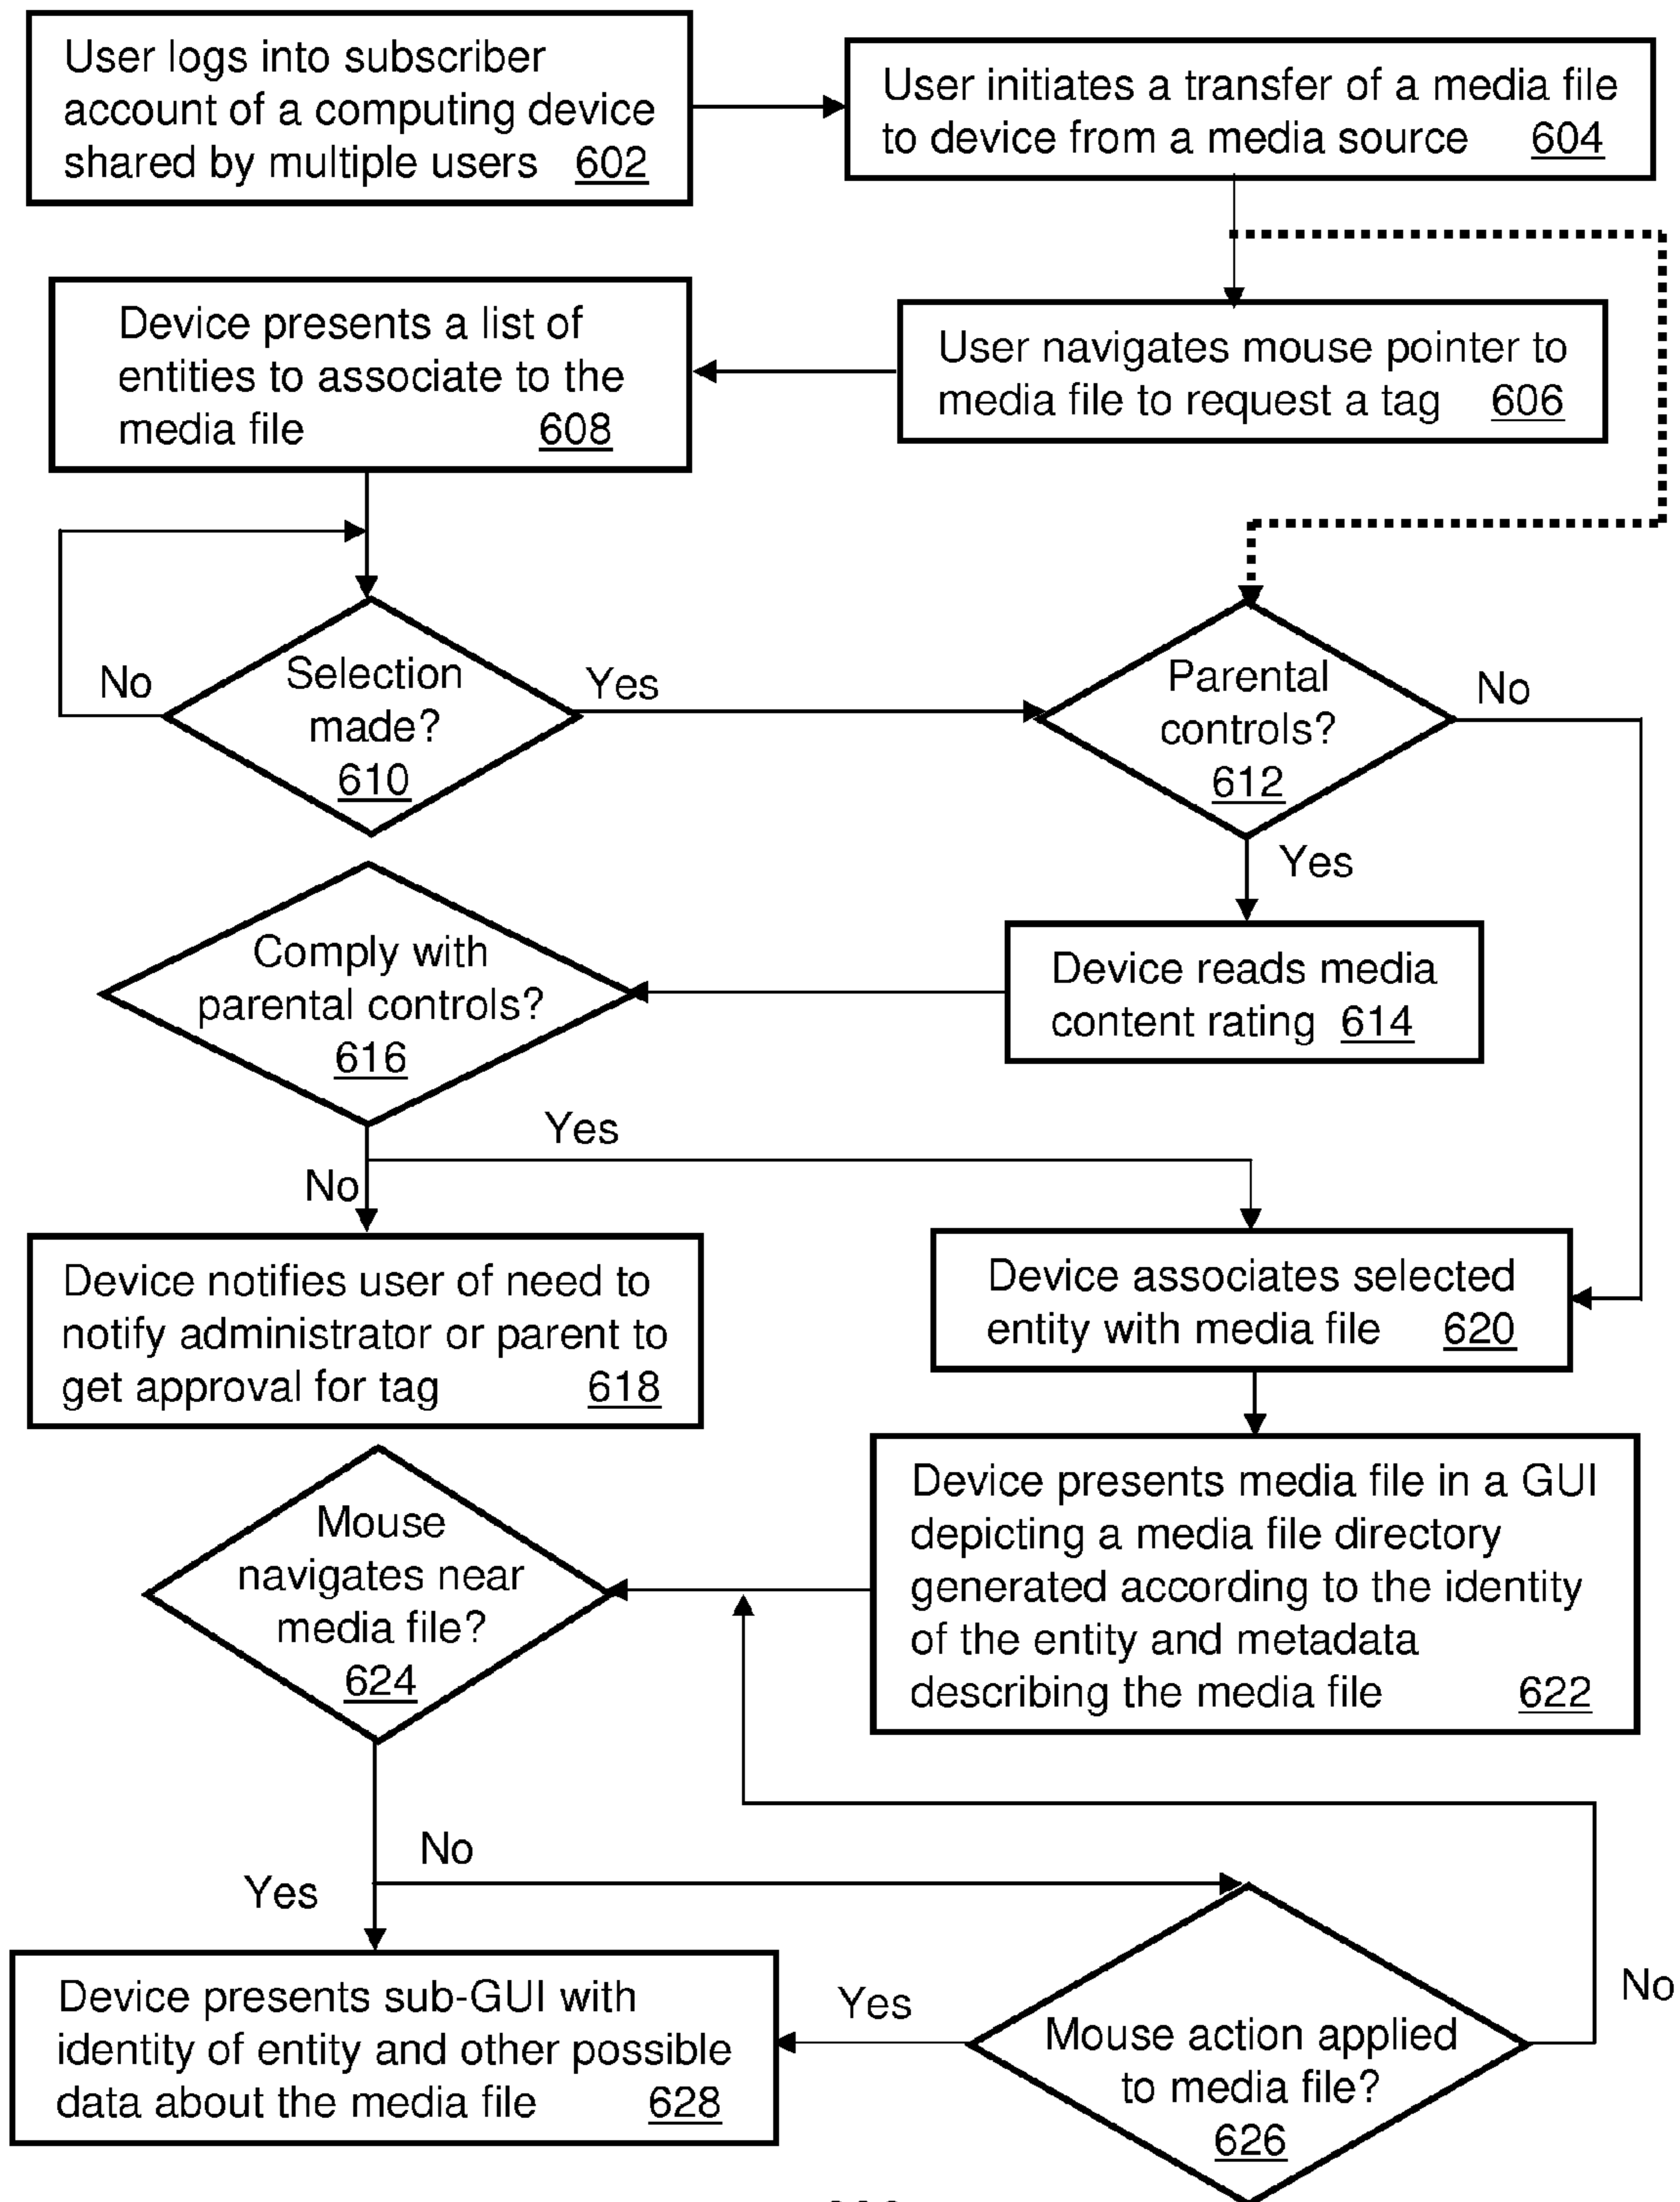 User logs into subscriber
account of a computing device
shared by multiple users 602
User initiates a transfer of a media file
to device from a media source 604
User navigates mouse pointer to
media file to request a tag 606
Device presents a list of
entities to associate to the
media file 608
Selection
made?
610
No
Yes
Parental
controls?
612
No
Yes
Device reads media
content rating 614
Comply with
parental controls?
616
Yes
No
Device notifies user of need to
notify administrator or parent to
get approval for tag 618
Device associates selected
entity with media file 620
Device presents media file in a GUI
depicting a media file directory
generated according to the identity
of the entity and metadata
describing the media file 622
Mouse
navigates near
media file?
624
No
Yes
Device presents sub-GUI with
identity of entity and other possible
data about the media file 628
Yes
Mouse action applied
to media file?
626
No